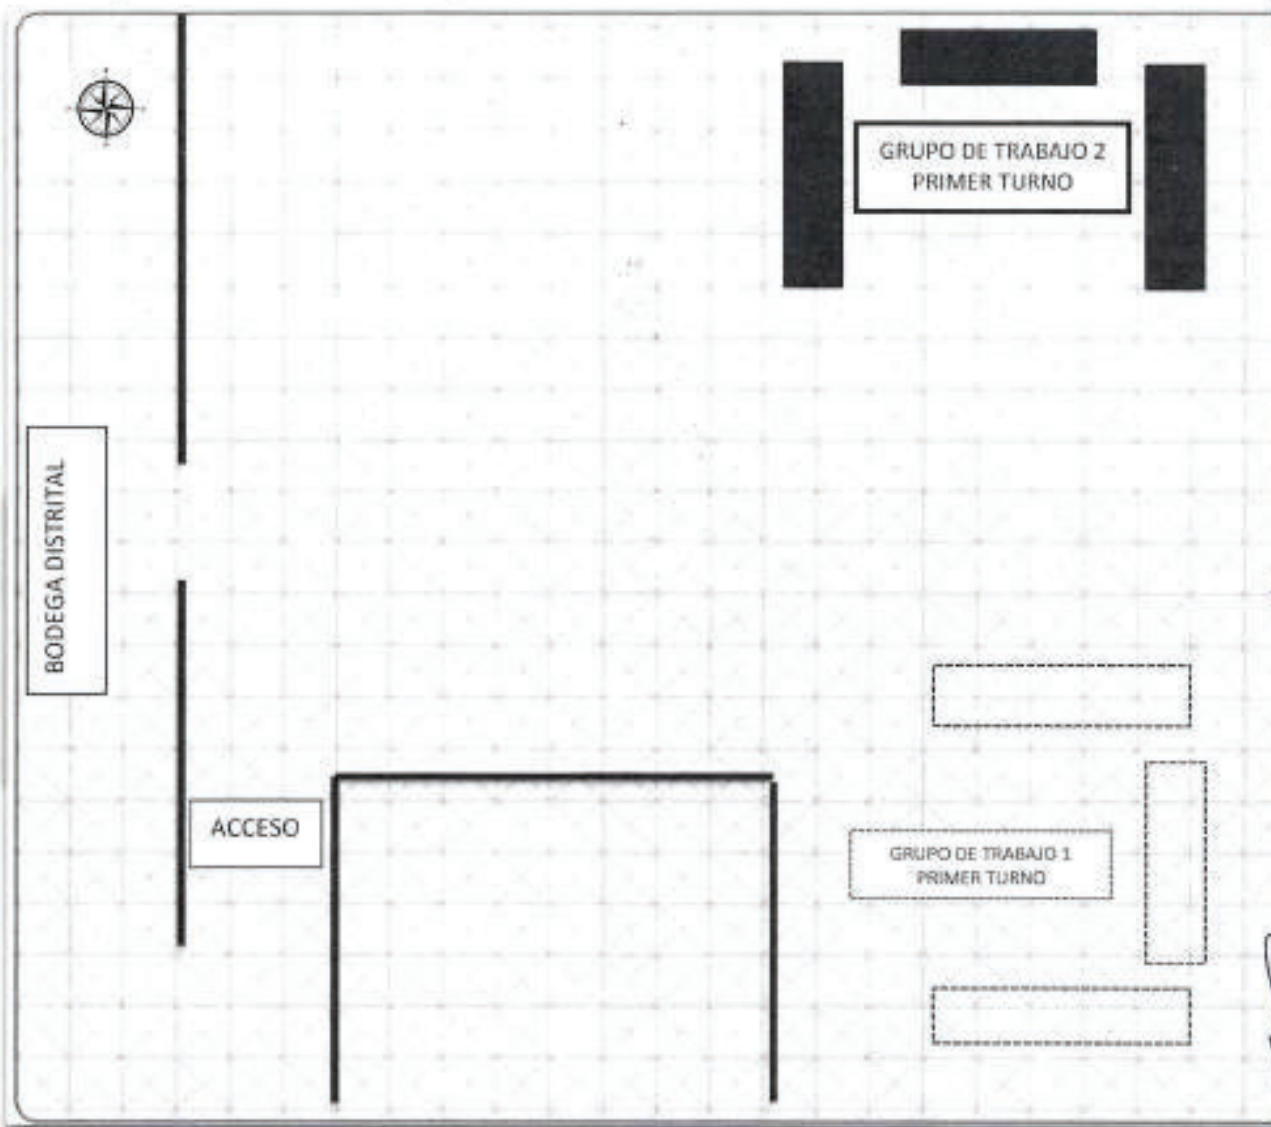 GRUPO DE TRABAJO 2
PRIMER TURNO
BODEGA DISTRITAL
ACCESO
GRUPO DE TRABAJO 1
PRIMER TURNO